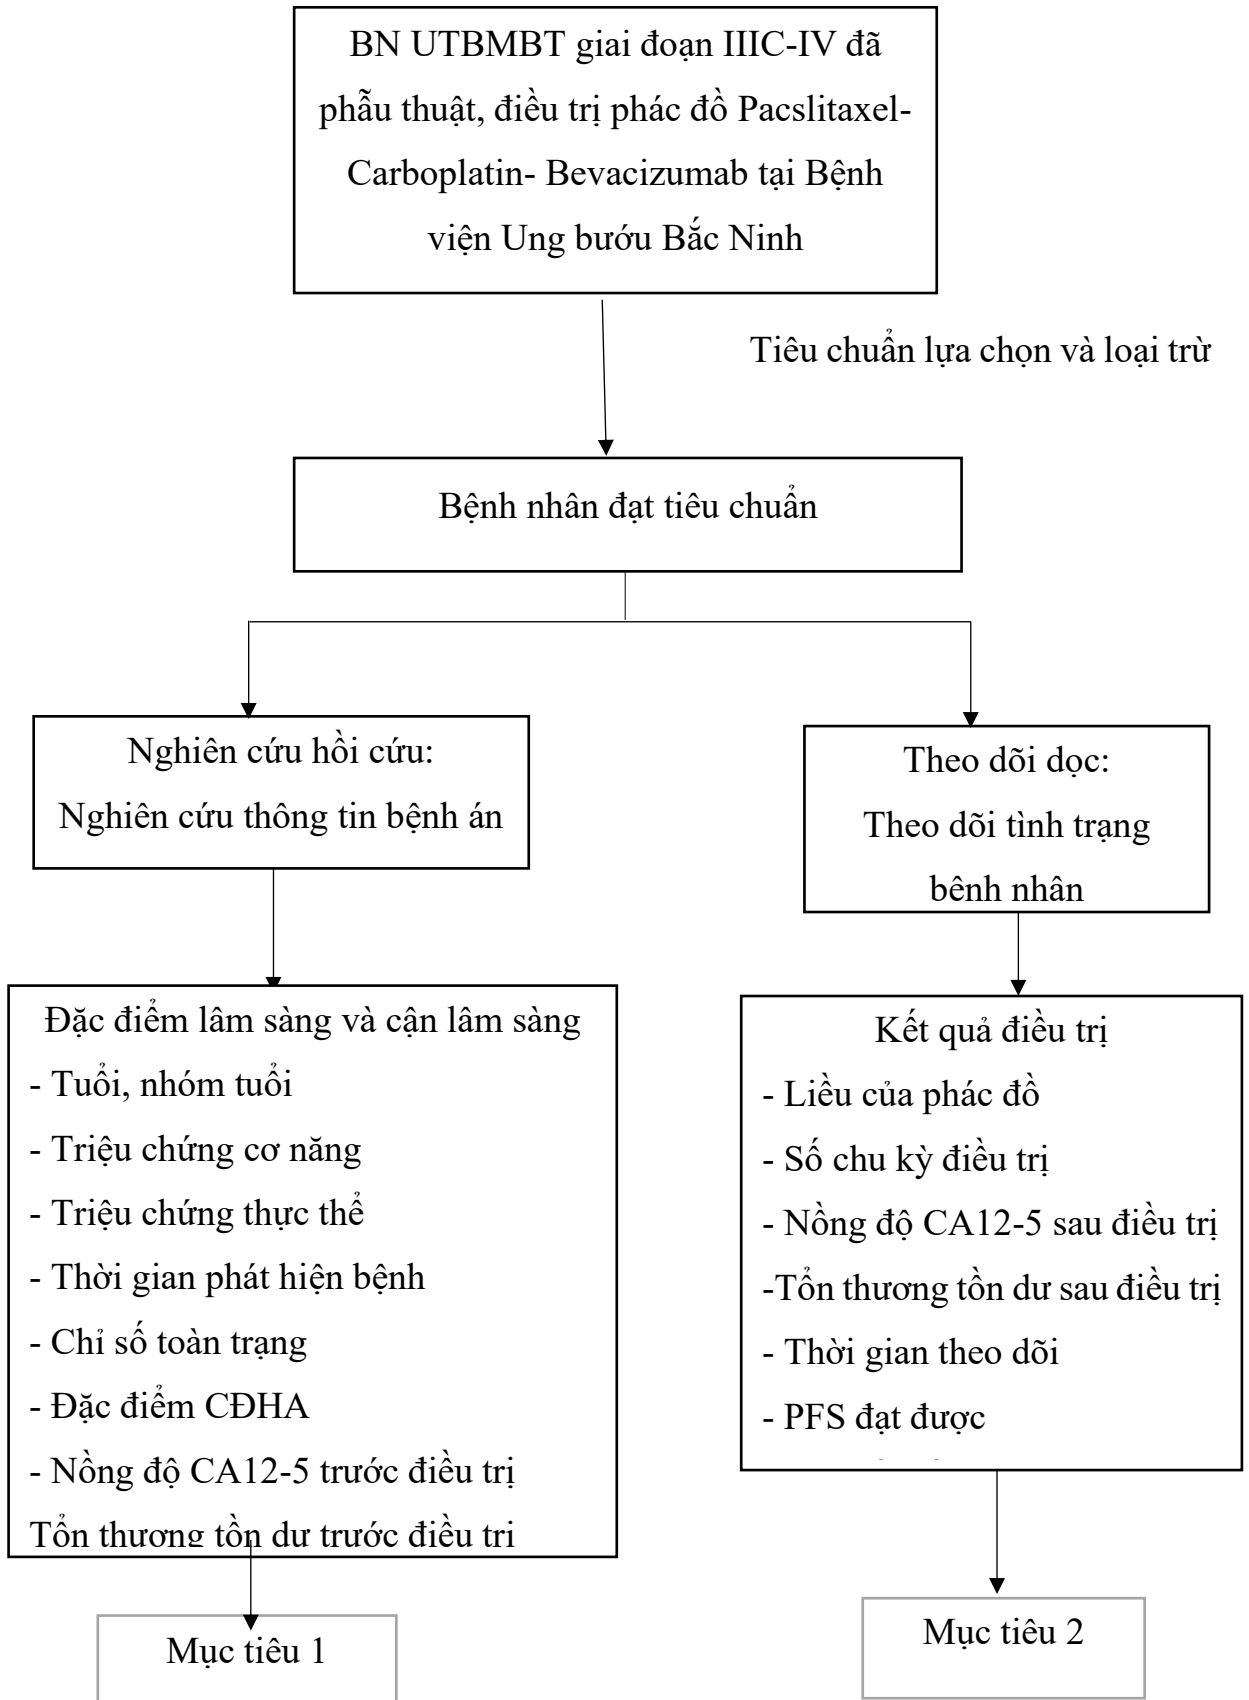 BN UTBMBT giai đoạn IIIC-IV đã
phẫu thuật, điều trị phác đồ Pacslitaxel-
Carboplatin- Bevacizumab tại Bệnh
viện Ung bướu Bắc Ninh
Tiêu chuẩn lựa chọn và loại trừ
Bệnh nhân đạt tiêu chuẩn
Nghiên cứu hồi cứu:
Nghiên cứu thông tin bệnh án
Theo dõi dọc:
Theo dõi tình trạng
bênh nhân
Đặc điểm lâm sàng và cận lâm sàng
- Tuổi, nhóm tuổi
- Triệu chứng cơ năng
- Triệu chứng thực thể
- Thời gian phát hiện bệnh
- Chỉ số toàn trạng
- Đặc điểm CĐHA
- Nồng độ CA12-5 trước điều trị
Tổn thương tồn dư trước điều trị
Kết quả điều trị
- Liều của phác đồ
- Số chu kỳ điều trị
- Nồng độ CA12-5 sau điều trị
-Tổn thương tồn dư sau điều trị
- Thời gian theo dõi
- PFS đạt được
Mục tiêu 1
Mục tiêu 2